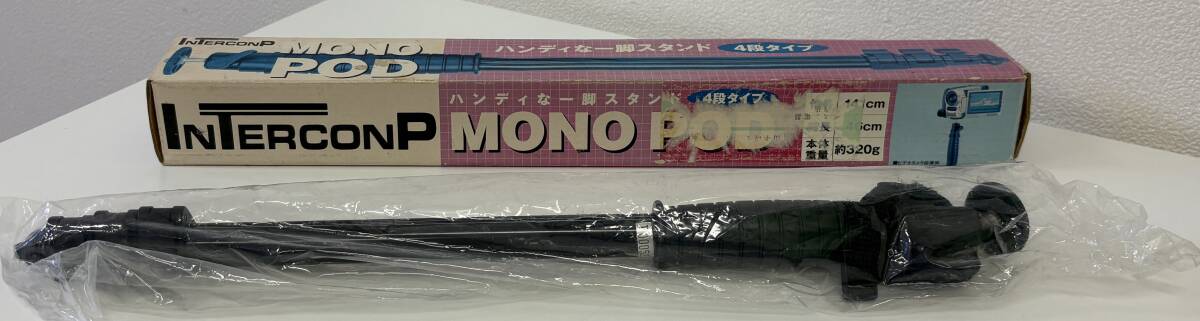 INTERCONP
MONO
POD
ハンディな一脚スタンド 4段タイプ
ハンディな一脚スタンド 4段タイプ
INTERCONP
MONO POD
cm
長 cm
本体
重量 約320g